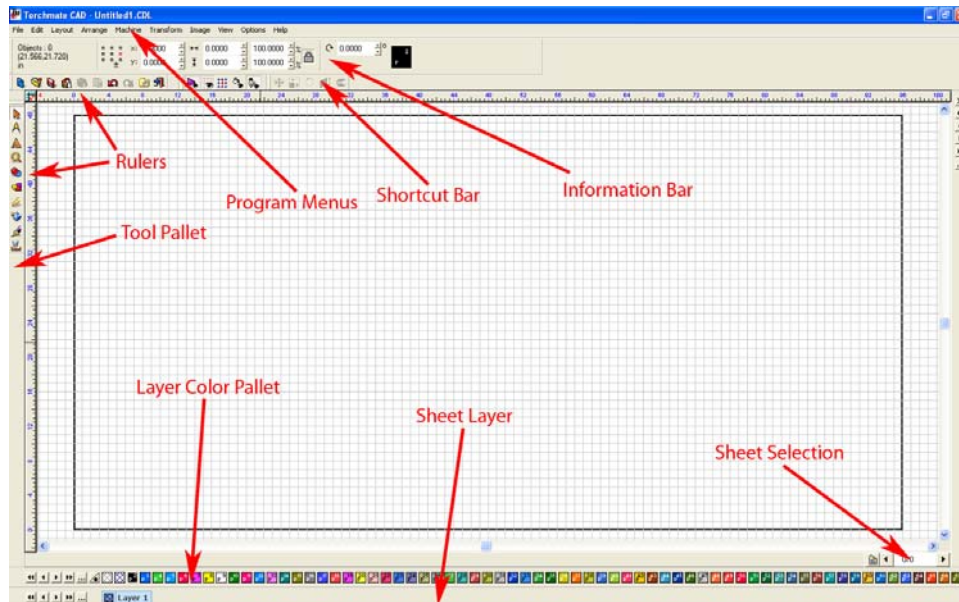 Torchmate CAD - Untitled1.CDL
File Edit Layout Arrange Machine Transform Image View Options Help
Objects : 0
(21.566,21.720)
in
x: 0.0000 100.0000 % 0.0000
y: 0.0000 0.0000 100.0000 %
Rulers
Program Menus
Shortcut Bar
Information Bar
Tool Pallet
Layer Color Pallet
Sheet Layer
Sheet Selection
Layer 1